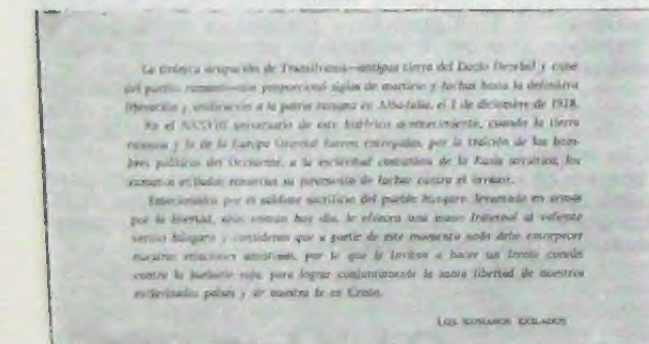 La tiránica ocupación de Transilvania—antigua tierra del Dacio Decebal y cuna
del pueblo rumano—nos proporcionó siglos de martirio y luchas hasta la definitiva
liberación y unificación a la patria rumana en Alba-Iulia, el 1 de diciembre de 1918.
En el XXXVIII aniversario de este histórico acontecimiento, cuando la tierra
rumana y la de la Europa Oriental fueron entregadas, por la traición de los hom-
bres políticos del Occidente, a la esclavitud comunista de la Rusia soviética, los
rumanos exilados renuevan su juramento de luchar contra el invasor.
Emocionados por el sublime sacrificio del pueblo húngaro, levantado en armas
por la libertad, bien común hoy día, le ofrecen una mano fraternal al valiente
vecino húngaro y consideran que a partir de este momento nada debe entorpecer
nuestras relaciones amistosas, por lo que le invitan a hacer un frente común
contra la barbarie roja, para lograr conjuntamente la santa libertad de nuestros
esclavizados países y de nuestra fe en Cristo.
LOS RUMANOS EXILADOS